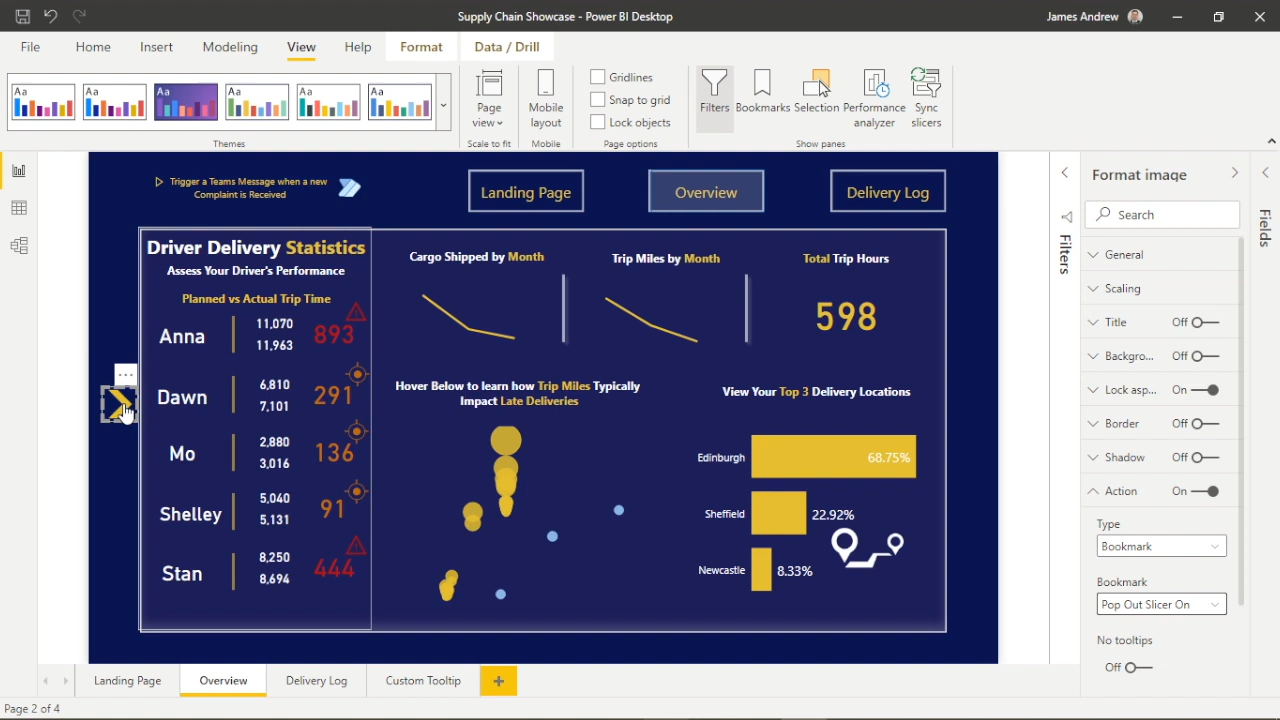 Supply Chain Showcase - Power BI Desktop
James Andrew
File
Home
Insert
Modeling
View
Help
Format
Data / Drill
Aa
Aa
Aa
Aa
Aa
Aa
Page
view
Mobile
layout
Gridlines
Snap to grid
Lock objects
Filters
Bookmarks
Selection
Performance
analyzer
Sync
slicers
Themes
Scale to fit
Mobile
Page options
Show panes
Trigger a Teams Message when a new
Complaint is Received
Landing Page
Overview
Delivery Log
Driver Delivery Statistics
Assess Your Driver's Performance
Planned vs Actual Trip Time
Anna
11,070
11,963
893
Dawn
6,810
7,101
291
Mo
2,880
3,016
136
Shelley
5,040
5,131
91
Stan
8,250
8,694
444
Cargo Shipped by Month
Trip Miles by Month
Total Trip Hours
598
Hover Below to learn how Trip Miles Typically
Impact Late Deliveries
View Your Top 3 Delivery Locations
Edinburgh
68.75%
Sheffield
22.92%
Newcastle
8.33%
Filters
Format image
Search
General
Scaling
Title
Off
Backgro...
Off
Lock asp...
On
Border
Off
Shadow
Off
Action
On
Type
Bookmark
Bookmark
Pop Out Slicer On
No tooltips
Off
Fields
Landing Page
Overview
Delivery Log
Custom Tooltip
Page 2 of 4